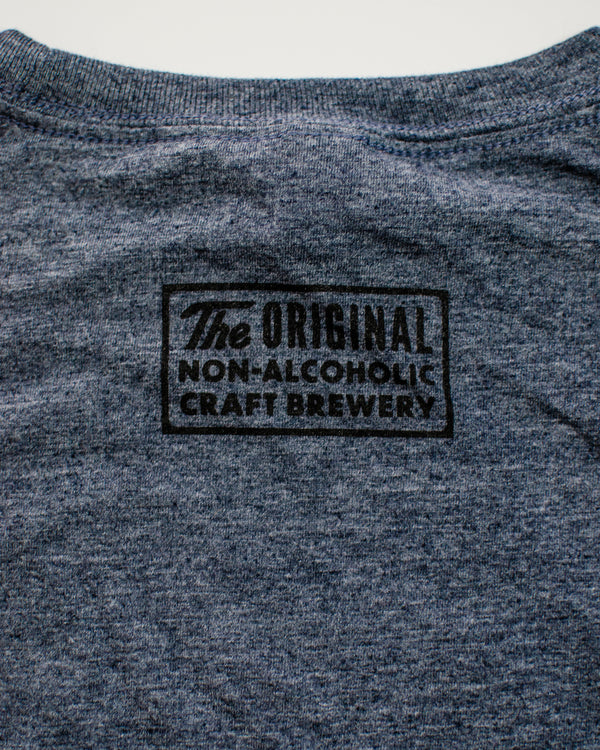 The ORIGINAL
NON-ALCOHOLIC
CRAFT BREWERY